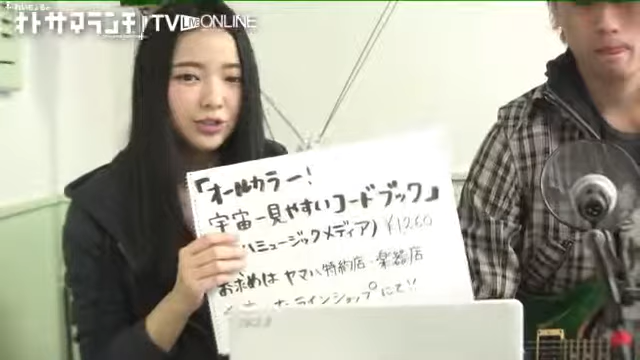 オトサマランチ! TV LIVE ONLINE
「オールカラー!
宇宙一見やすいコードブック」
ミュージックメディア) ¥1260
お求めは ヤマハ特約店・楽器店
オンラインショップにて!!